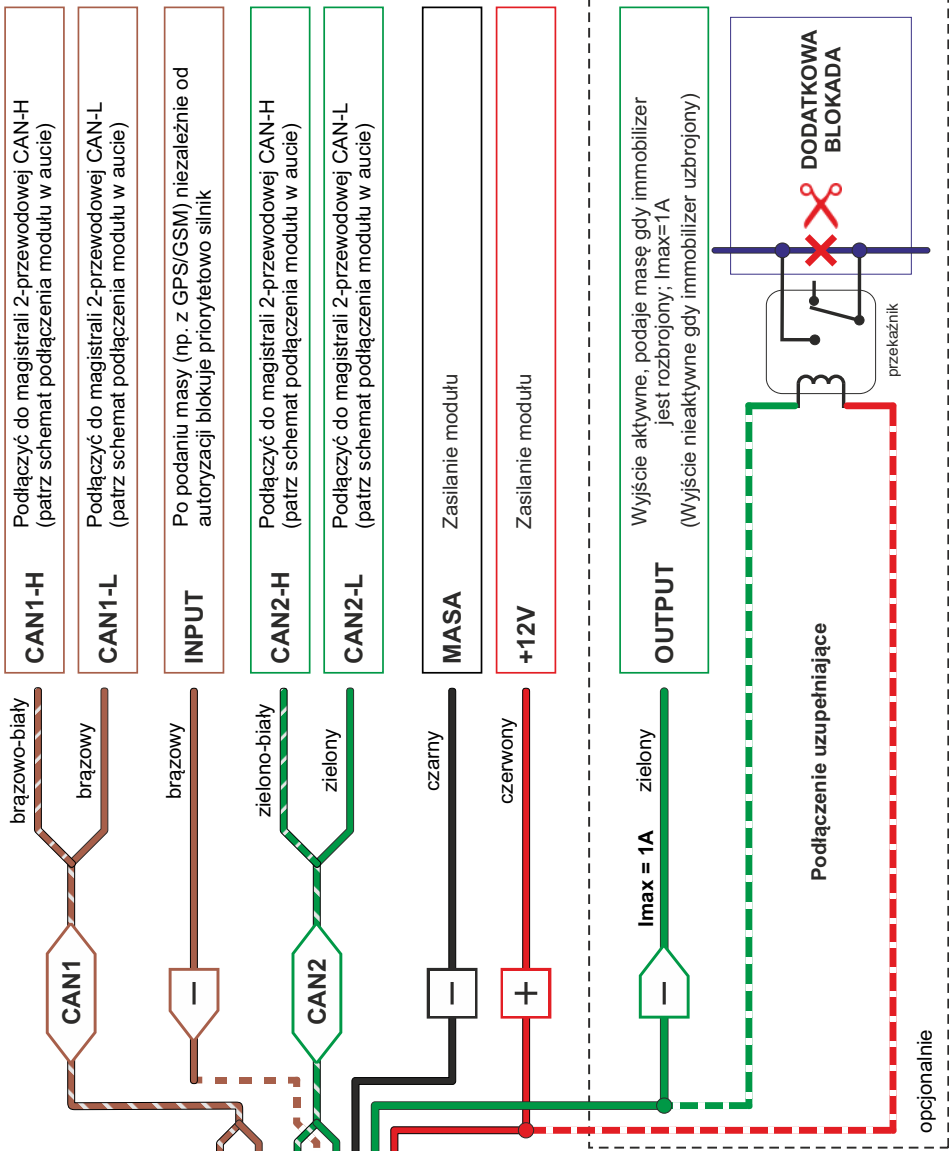 brązowo-biały
CAN1
CAN1-H
Podłączyć do magistrali 2-przewodowej CAN-H
(patrz schemat podłączenia modułu w aucie)
brązowy
CAN1-L
Podłączyć do magistrali 2-przewodowej CAN-L
(patrz schemat podłączenia modułu w aucie)
−
brązowy
INPUT
Po podaniu masy (np. z GPS/GSM) niezależnie od
autoryzacji blokuje priorytetowo silnik
CAN2
zielono-biały
CAN2-H
Podłączyć do magistrali 2-przewodowej CAN-H
(patrz schemat podłączenia modułu w aucie)
zielony
CAN2-L
Podłączyć do magistrali 2-przewodowej CAN-L
(patrz schemat podłączenia modułu w aucie)
−
czarny
MASA
Zasilanie modułu
+
czerwony
+12V
Zasilanie modułu
−
Imax = 1A
zielony
OUTPUT
Wyjście aktywne, podaje masę gdy immobilizer
jest rozbrojony; Imax=1A
(Wyjście nieaktywne gdy immobilizer uzbrojony)
Podłączenie uzupełniające
przekaźnik
DODATKOWA
BLOKADA
opcjonalnie